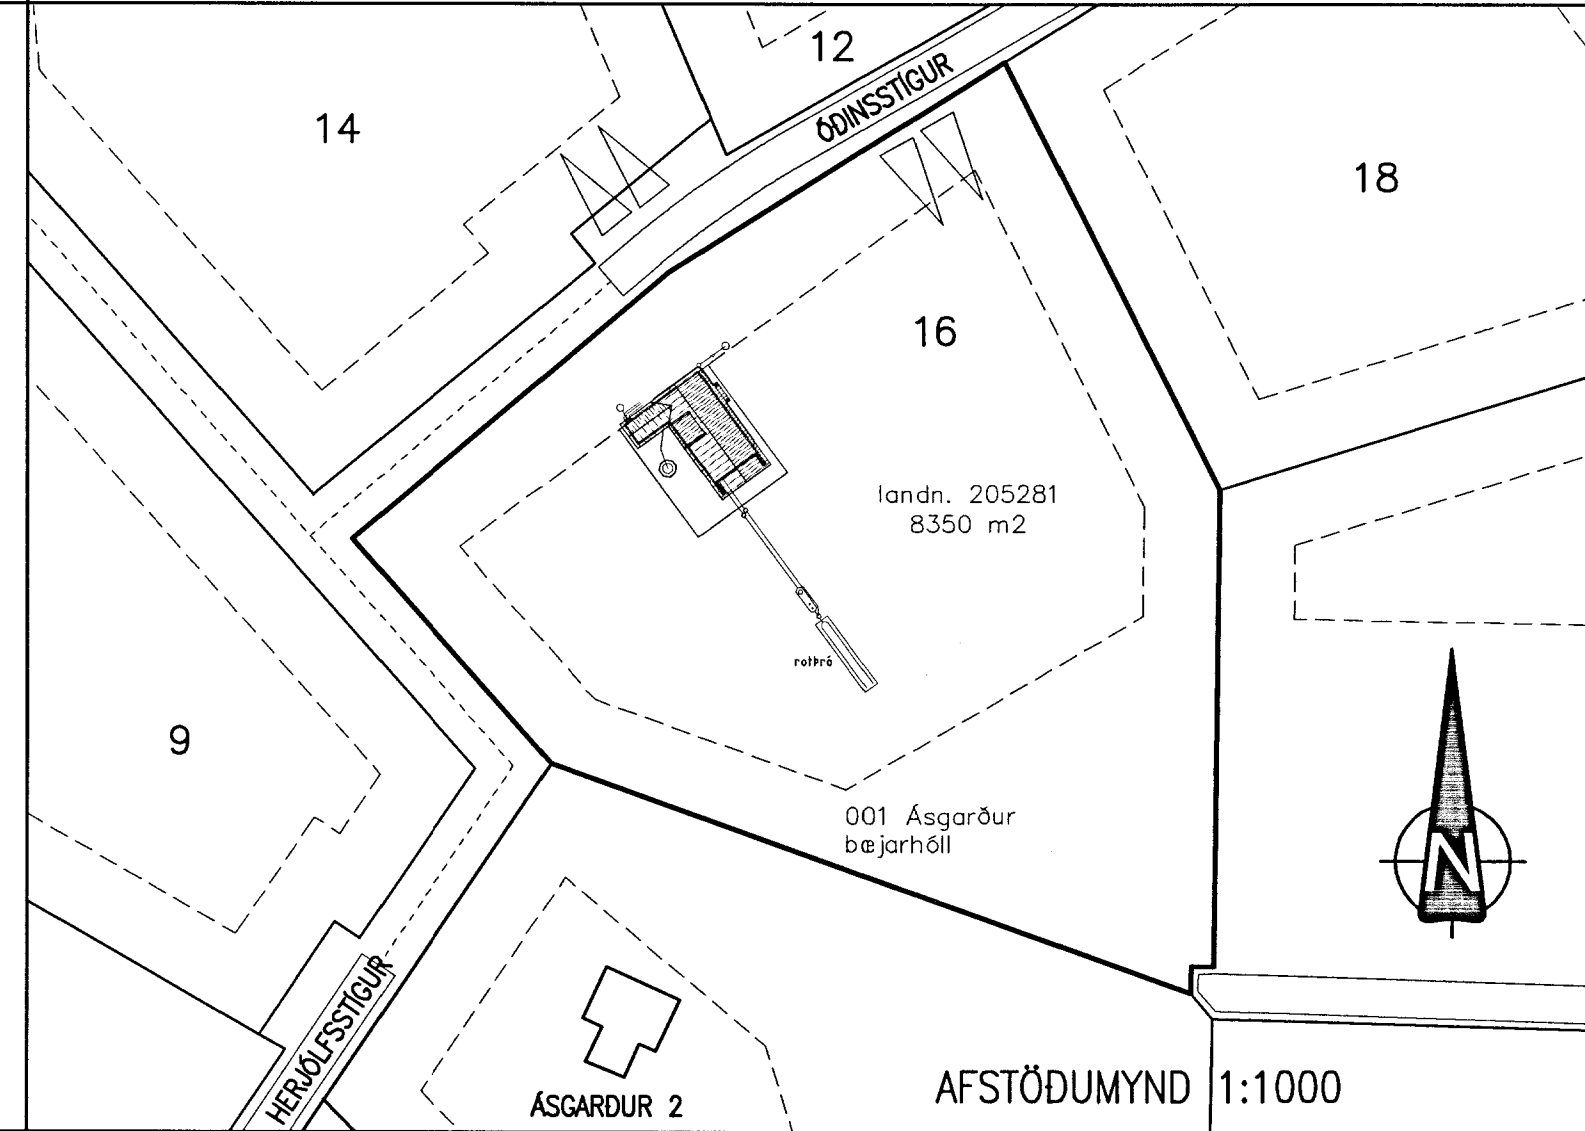 12
ÓÐINSSTÍGUR
14
18
16
landn. 205281
8350 m2
rotþró
9
001 Ásgarður
bæjarhóll
N
HERJÓLFSSTÍGUR
ÁSGARÐUR 2
AFSTÖÐUMYND 1:1000